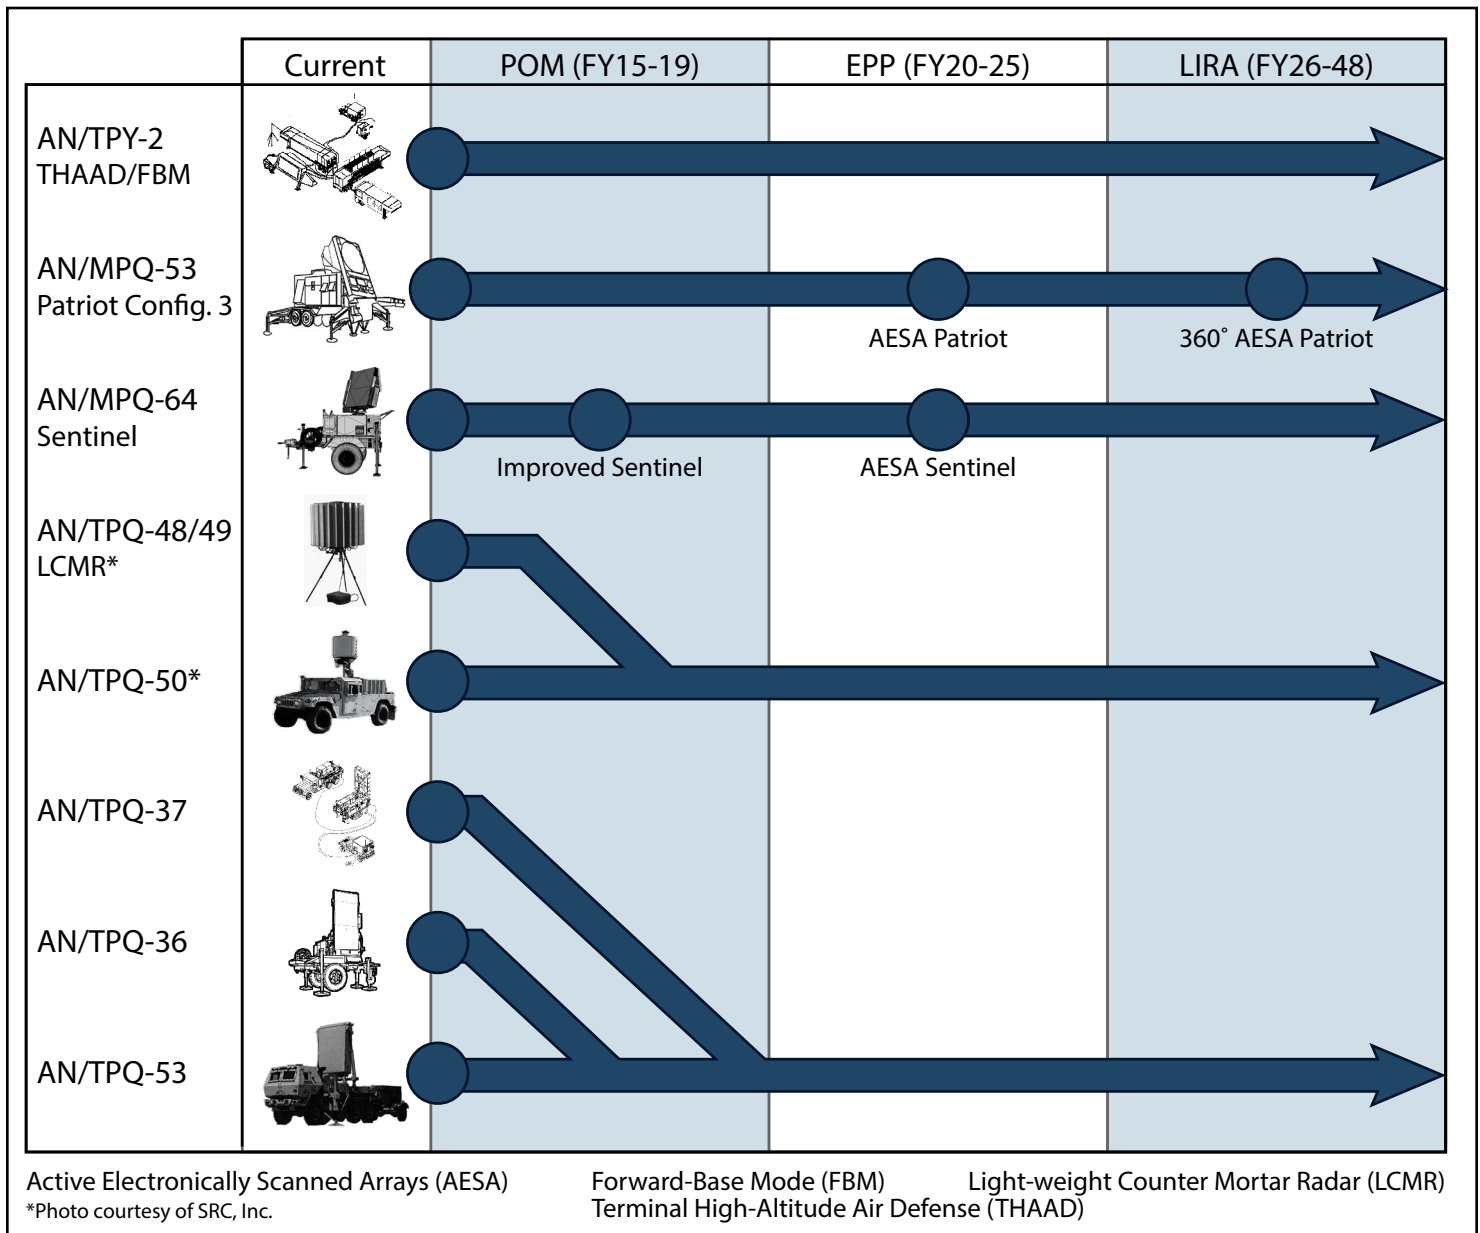 Current POM (FY15-19) EPP (FY20-25) LIRA (FY26-48)
AN/TPY-2
THAAD/FBM
AN/MPQ-53
Patriot Config. 3
AESA Patriot 360˚ AESA Patriot
AN/MPQ-64
Sentinel
Improved Sentinel AESA Sentinel
AN/TPQ-48/49
LCMR*
AN/TPQ-50*
AN/TPQ-37
AN/TPQ-36
AN/TPQ-53
Active Electronically Scanned Arrays (AESA) Forward-Base Mode (FBM) Light-weight Counter Mortar Radar (LCMR)
*Photo courtesy of SRC, Inc. Terminal High-Altitude Air Defense (THAAD)